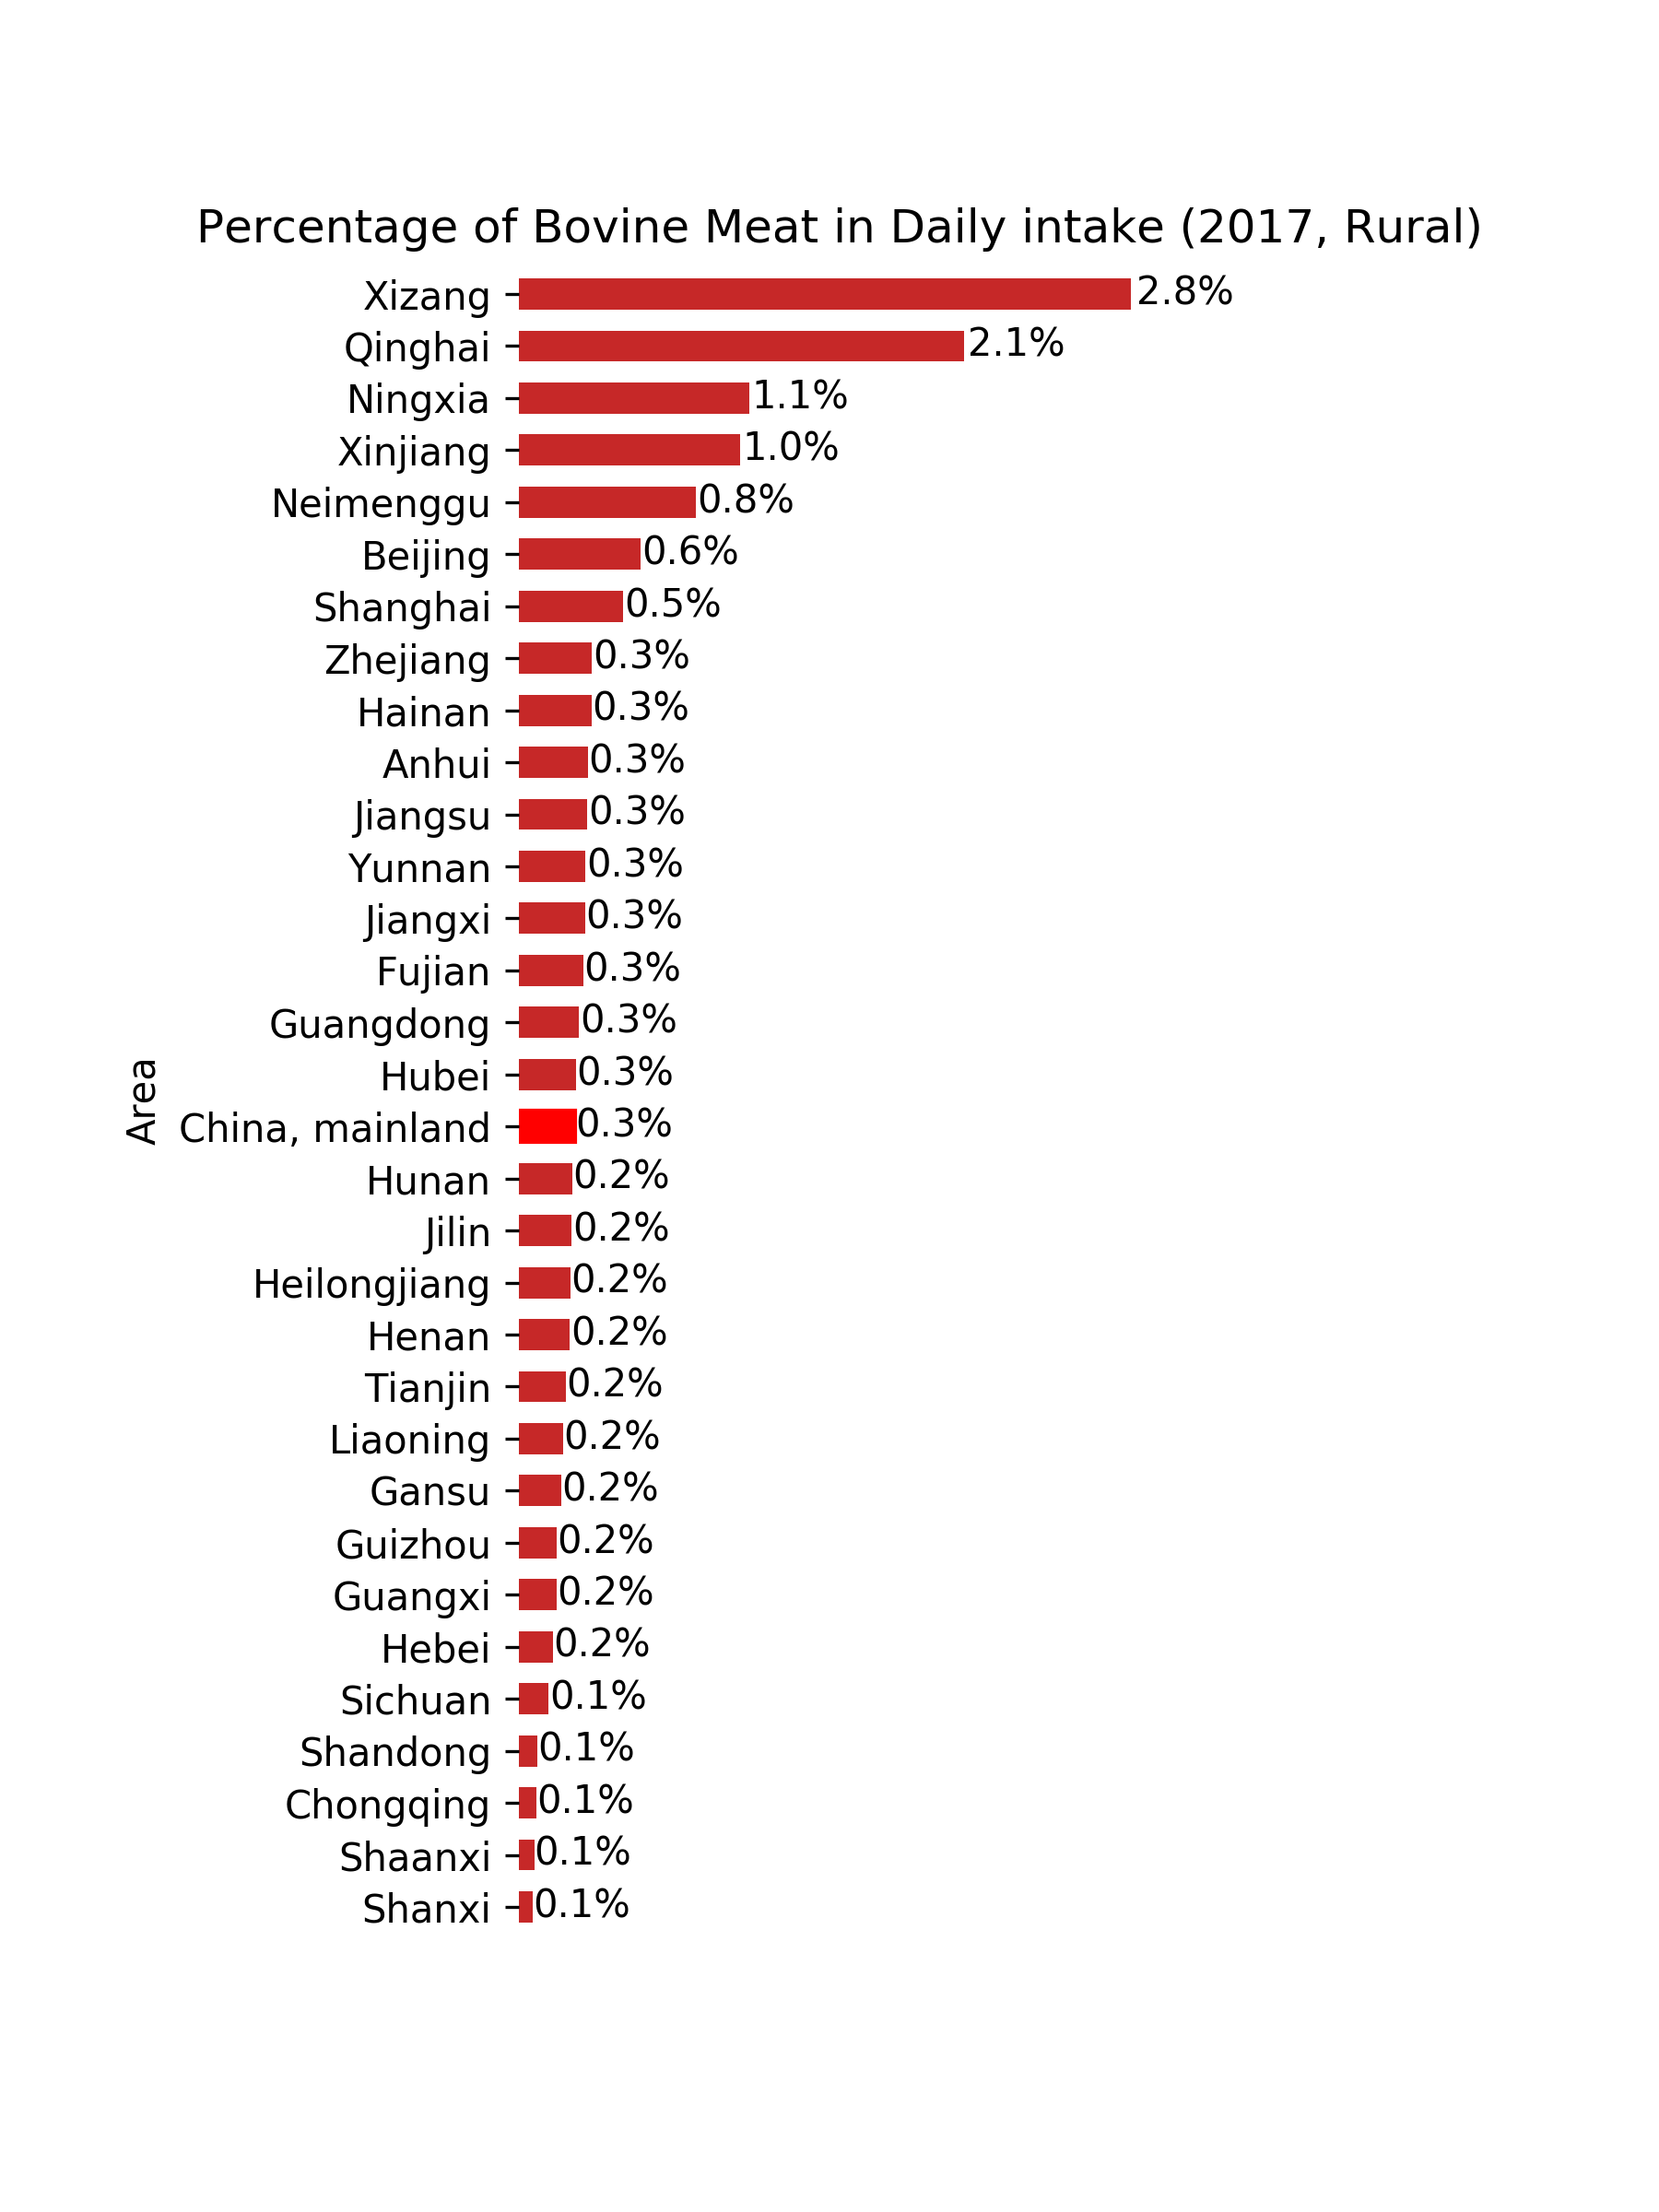 Percentage of Bovine Meat in Daily intake (2017, Rural)
Xizang 2.8%
Qinghai 2.1%
Ningxia 1.1%
Xinjiang 1.0%
Neimenggu 0.8%
Beijing 0.6%
Shanghai 0.5%
Zhejiang 0.3%
Hainan 0.3%
Anhui 0.3%
Jiangsu 0.3%
Yunnan 0.3%
Jiangxi 0.3%
Fujian 0.3%
Guangdong 0.3%
Hubei 0.3%
Area
China, mainland 0.3%
Hunan 0.2%
Jilin 0.2%
Heilongjiang 0.2%
Henan 0.2%
Tianjin 0.2%
Liaoning 0.2%
Gansu 0.2%
Guizhou 0.2%
Guangxi 0.2%
Hebei 0.2%
Sichuan 0.1%
Shandong 0.1%
Chongqing 0.1%
Shaanxi 0.1%
Shanxi 0.1%